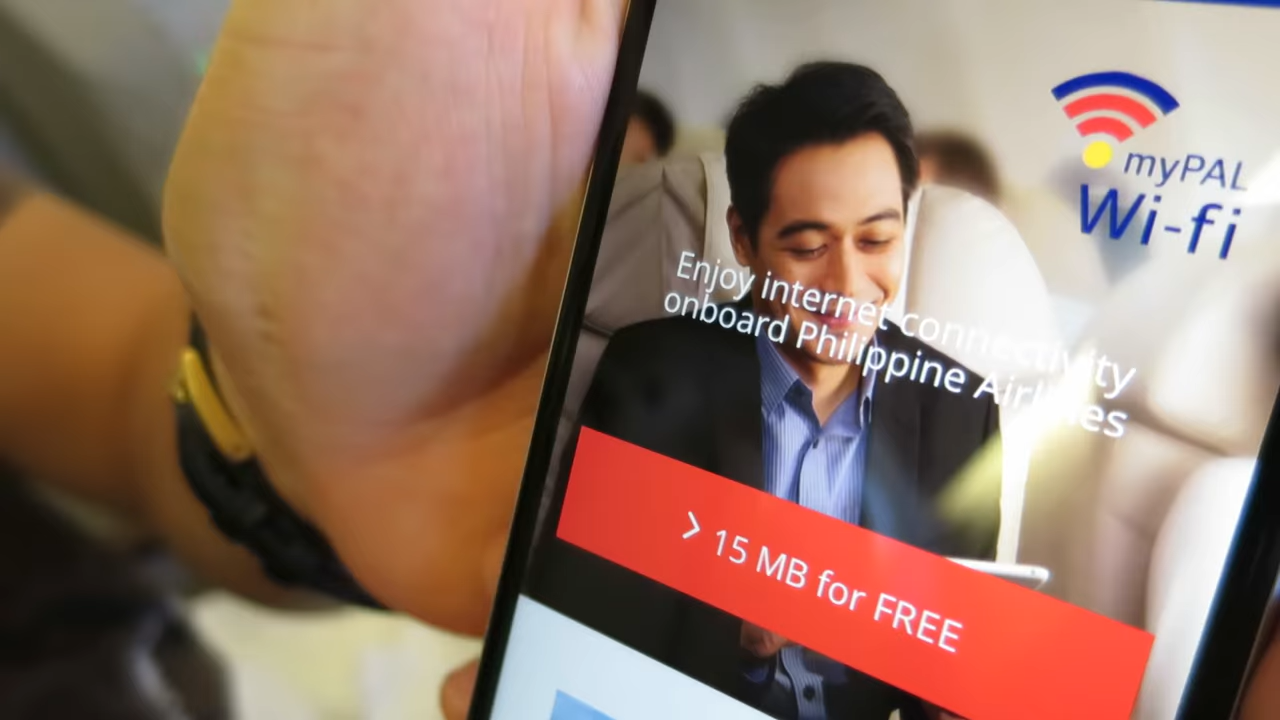 myPAL
Wi-fi
Enjoy internet connectivity
onboard Philippine Airlines
> 15 MB for FREE